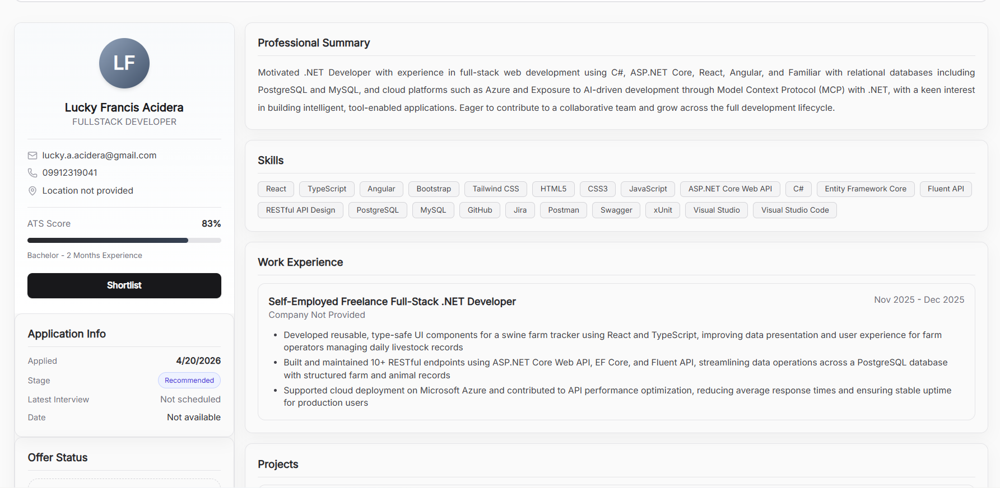 LF
Lucky Francis Acidera
FULLSTACK DEVELOPER
lucky.a.acidera@gmail.com
09912319041
Location not provided
ATS Score 83%
Bachelor - 2 Months Experience
Shortlist
Application Info
Applied 4/20/2026
Stage Recommended
Latest Interview Not scheduled
Date Not available
Offer Status
Professional Summary
Motivated .NET Developer with experience in full-stack web development using C#, ASP.NET Core, React, Angular, and Familiar with relational databases including
PostgreSQL and MySQL, and cloud platforms such as Azure and Exposure to AI-driven development through Model Context Protocol (MCP) with .NET, with a keen interest
in building intelligent, tool-enabled applications. Eager to contribute to a collaborative team and grow across the full development lifecycle.
Skills
React TypeScript Angular Bootstrap Tailwind CSS HTML5 CSS3 JavaScript ASP.NET Core Web API C# Entity Framework Core Fluent API
RESTful API Design PostgreSQL MySQL GitHub Jira Postman Swagger xUnit Visual Studio Visual Studio Code
Work Experience
Self-Employed Freelance Full-Stack .NET Developer Nov 2025 - Dec 2025
Company Not Provided
• Developed reusable, type-safe UI components for a swine farm tracker using React and TypeScript, improving data presentation and user experience for farm
operators managing daily livestock records
• Built and maintained 10+ RESTful endpoints using ASP.NET Core Web API, EF Core, and Fluent API, streamlining data operations across a PostgreSQL database
with structured farm and animal records
• Supported cloud deployment on Microsoft Azure and contributed to API performance optimization, reducing average response times and ensuring stable uptime
for production users
Projects